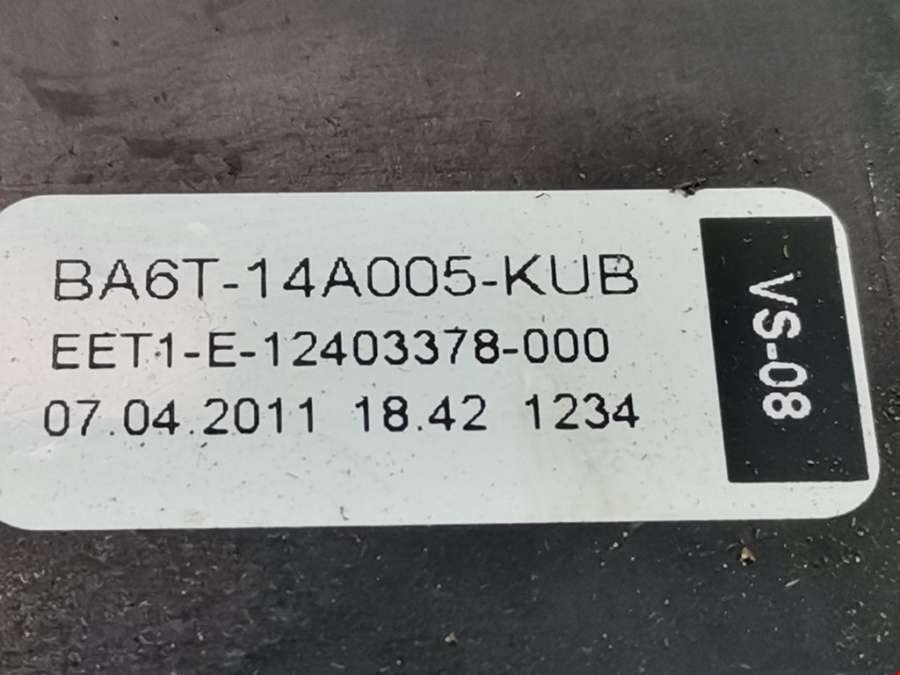 BA6T-14A005-KUB
EET1-E-12403378-000
07.04.2011 18.42 1234
VS-08